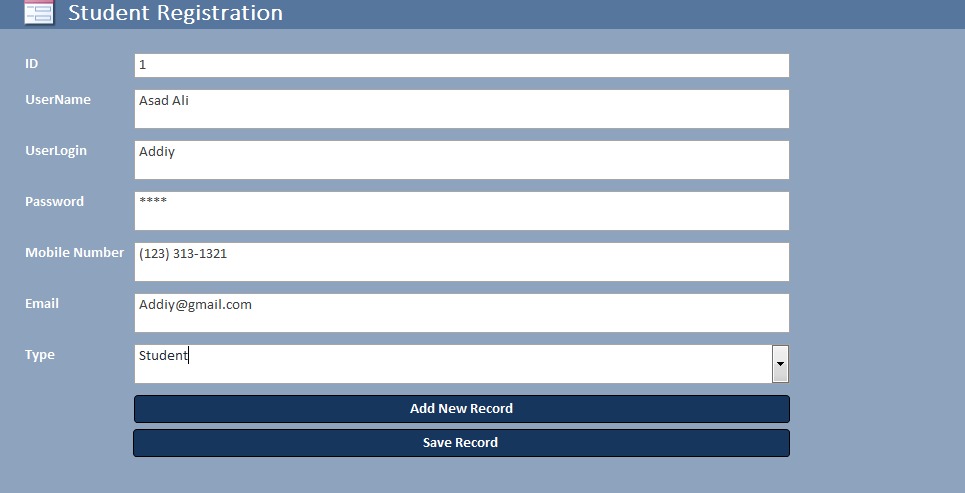 Student Registration
ID 1
UserName Asad Ali
UserLogin Addiy
Password ****
Mobile Number (123) 313-1321
Email Addiy@gmail.com
Type Student
Add New Record
Save Record